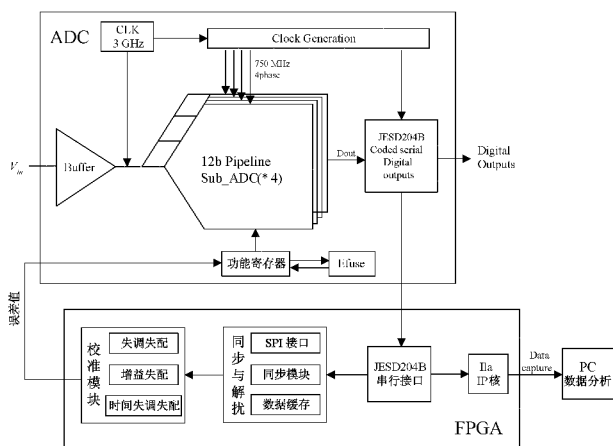 ADC
CLK
3 GHz
Clock Generation
750 MHz
4phase
Vin
Buffer
12b Pipeline
Sub_ADC(* 4)
Dout
JESD204B
Coded serial
Digital
outputs
Digital
Outputs
功能寄存器
Efuse
误差值
校准模块
失调失配
增益失配
时间失调失配
同步与解扰
SPI 接口
同步模块
数据缓存
JESD204B
串行接口
Ila
IP核
Data
capture
PC
数据分析
FPGA